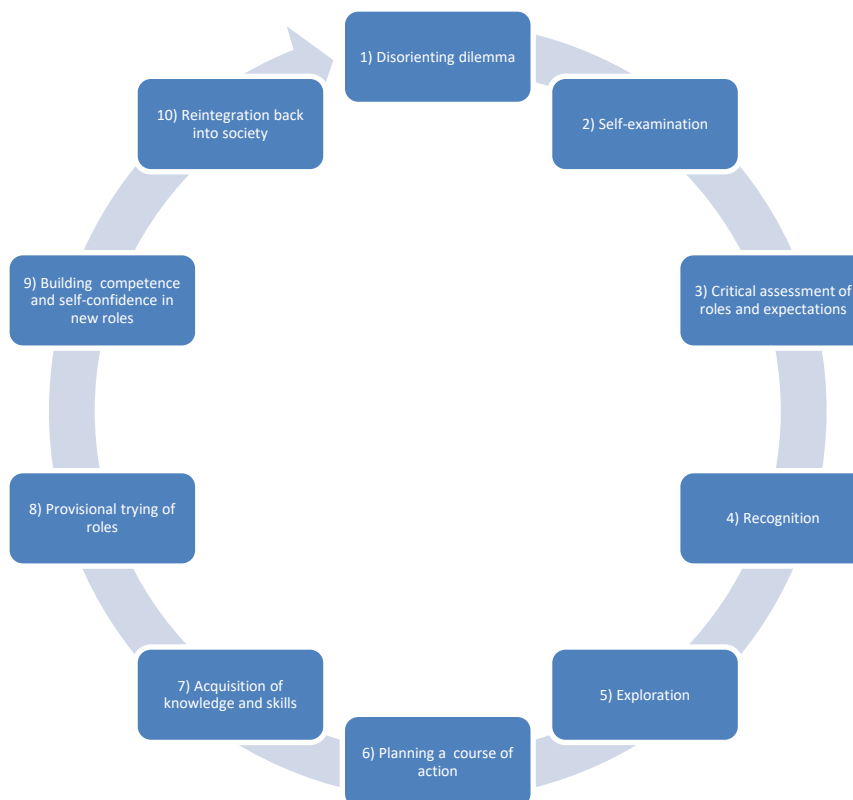 1) Disorienting dilemma
2) Self-examination
3) Critical assessment of
roles and expectations
4) Recognition
5) Exploration
6) Planning a course of
action
7) Acquisition of
knowledge and skills
8) Provisional trying of
roles
9) Building competence
and self-confidence in
new roles
10) Reintegration back
into society